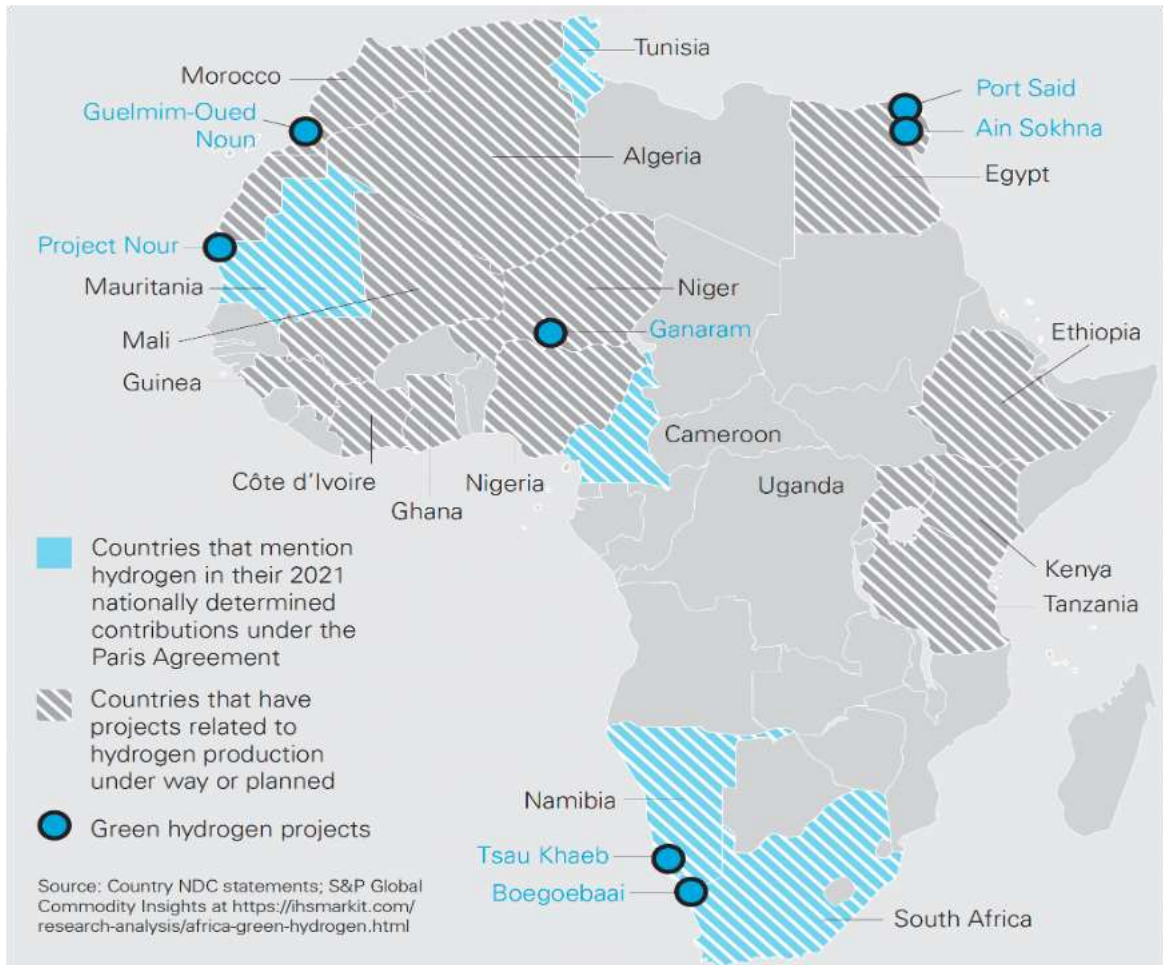 Tunisia
Morocco
Port Said
Guelmim-Oued
Noun
Ain Sokhna
Algeria
Egypt
Project Nour
Mauritania
Niger
Mali
Ganaram
Ethiopia
Guinea
Cameroon
Côte d'Ivoire
Nigeria
Uganda
Ghana
Countries that mention
hydrogen in their 2021
nationally determined
contributions under the
Paris Agreement
Kenya
Tanzania
Countries that have
projects related to
hydrogen production
under way or planned
Namibia
Green hydrogen projects
Tsau Khaeb
Boegoebaai
South Africa
Source: Country NDC statements; S&P Global
Commodity Insights at https://ihsmarkit.com/
research-analysis/africa-green-hydrogen.html